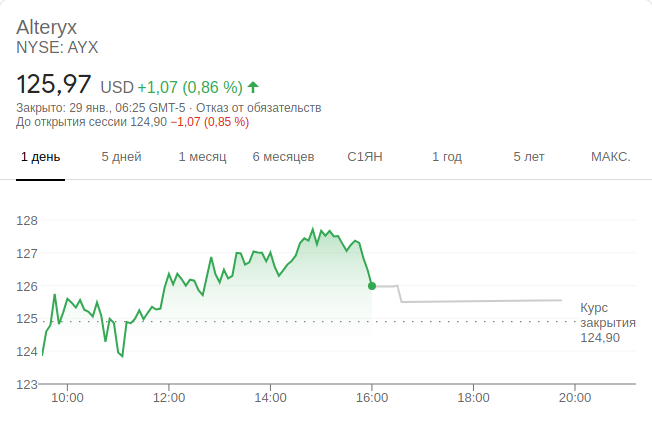 Alteryx
NYSE: AYX
125,97 USD +1,07 (0,86 %)
Закрыто: 29 янв., 06:25 GMT-5 · Отказ от обязательств
До открытия сессии 124,90 −1,07 (0,85 %)
1 день 5 дней 1 месяц 6 месяцев С1ЯН 1 год 5 лет МАКС.
128
127
126
125
124
123
Курс
закрытия
124,90
10:00 12:00 14:00 16:00 18:00 20:00